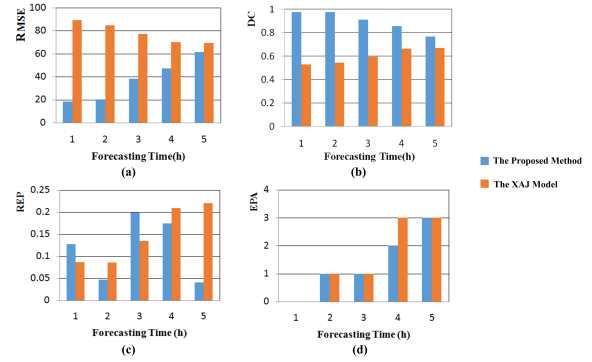 RMSE
100
80
60
40
20
0
1 2 3 4 5
Forecasting Time(h)
(a)
DC
1
0.8
0.6
0.4
0.2
0
1 2 3 4 5
Forecasting Time(h)
(b)
The Proposed Method
The XAJ Model
REP
0.25
0.2
0.15
0.1
0.05
0
1 2 3 4 5
Forecasting Time (h)
(c)
EPA
4
3
2
1
0
1 2 3 4 5
Forecasting Time (h)
(d)